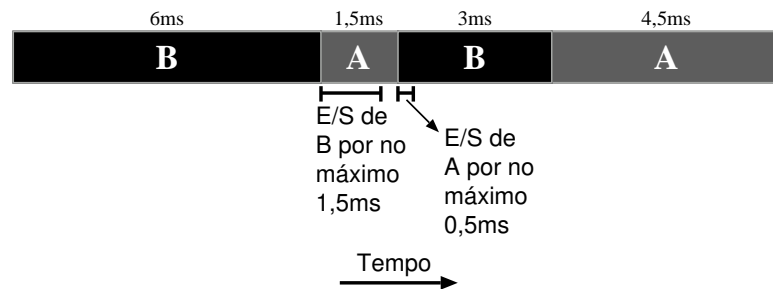 6ms 1,5ms 3ms 4,5ms
B A B A
E/S de
B por no
máximo
1,5ms
E/S de
A por no
máximo
0,5ms
Tempo